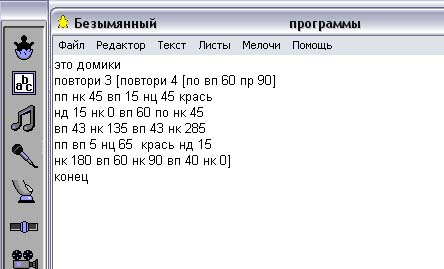 Безымянный программы
Файл Редактор Текст Листы Мелочи Помощь
abc
это домики
повтори 3 [повтори 4 [по вп 60 пр 90]
пп нк 45 вп 15 нц 45 крась
нд 15 нк 0 вп 60 по нк 45
вп 43 нк 135 вп 43 нк 285
пп вп 5 нц 65 крась нд 15
нк 180 вп 60 нк 90 вп 40 нк 0]
конец